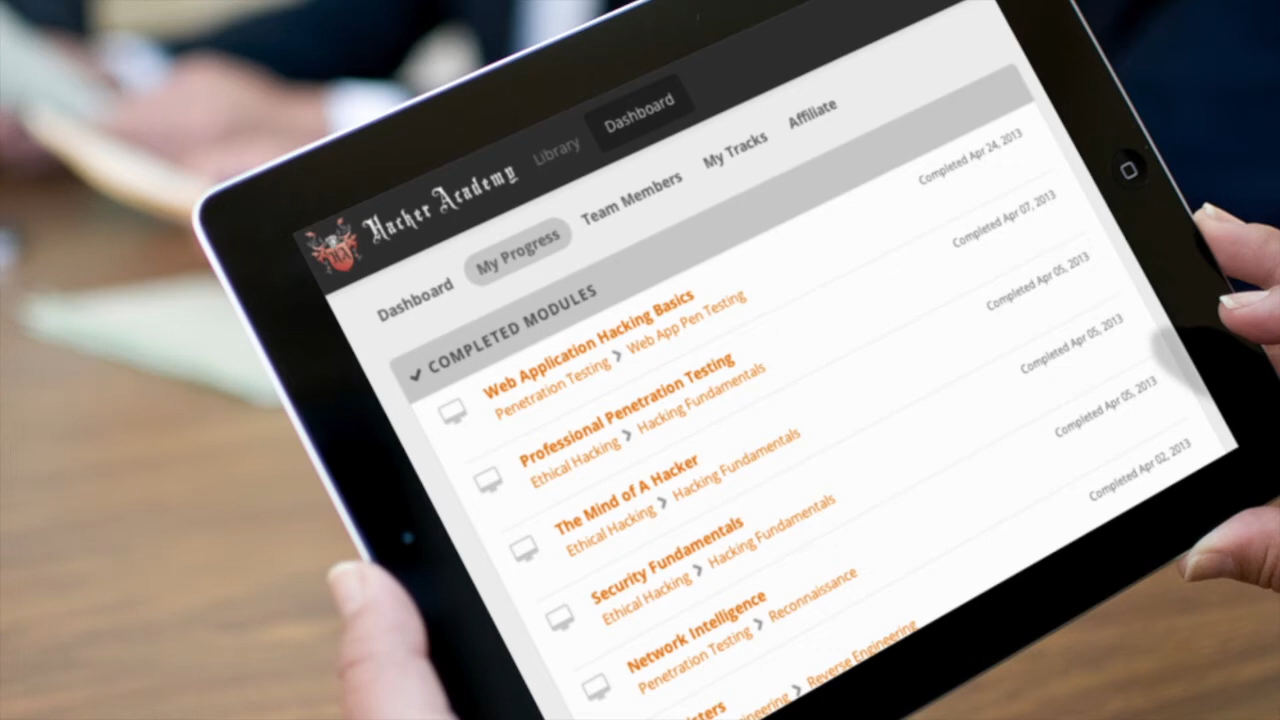 Hacker Academy Library Dashboard
Dashboard My Progress Team Members My Tracks Affiliate
✔ COMPLETED MODULES
Web Application Hacking Basics
Penetration Testing > Web App Pen Testing
Completed Apr 24, 2013
Professional Penetration Testing
Ethical Hacking > Hacking Fundamentals
Completed Apr 07, 2013
The Mind of A Hacker
Ethical Hacking > Hacking Fundamentals
Completed Apr 05, 2013
Security Fundamentals
Ethical Hacking > Hacking Fundamentals
Completed Apr 05, 2013
Network Intelligence
Penetration Testing > Reconnaissance
Completed Apr 05, 2013
Completed Apr 02, 2013
> Reverse Engineering